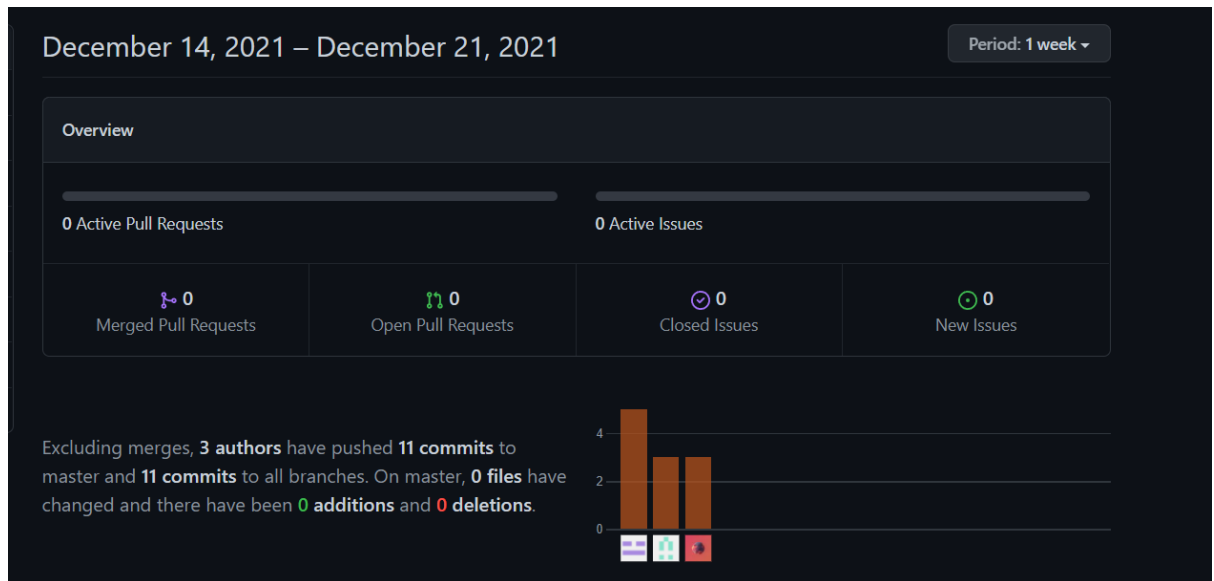 December 14, 2021 – December 21, 2021
Period: 1 week
Overview
0 Active Pull Requests
0 Active Issues
0
Merged Pull Requests
0
Open Pull Requests
0
Closed Issues
0
New Issues
Excluding merges, 3 authors have pushed 11 commits to
master and 11 commits to all branches. On master, 0 files have
changed and there have been 0 additions and 0 deletions.
4
2
0